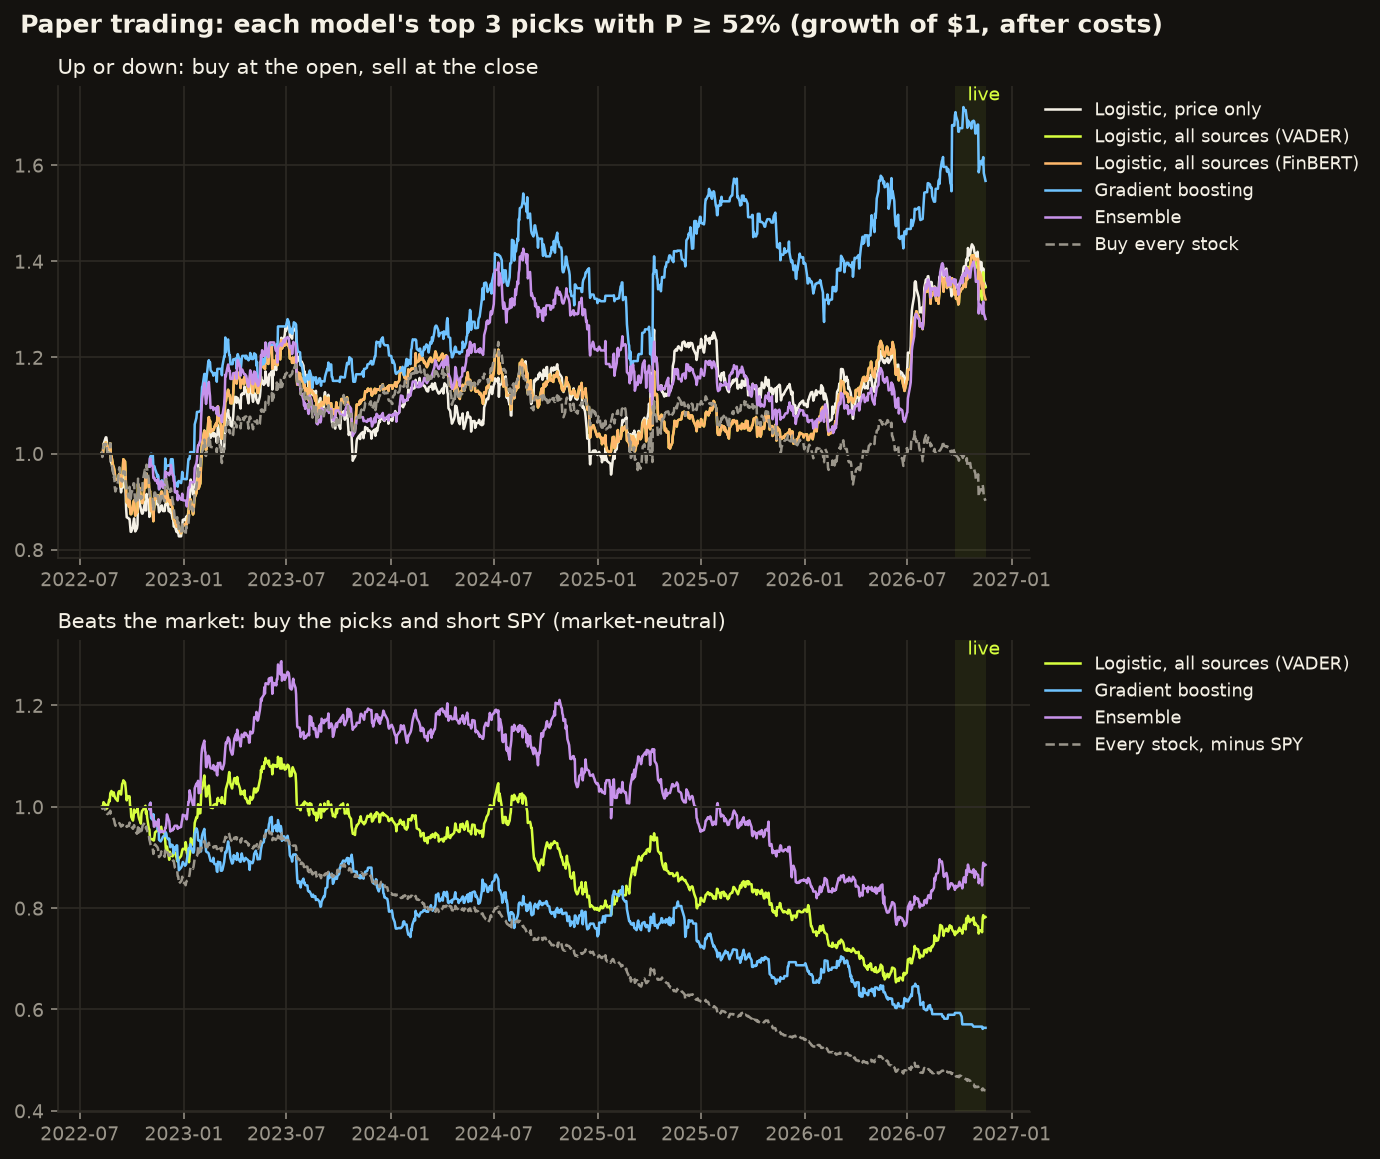 Paper trading: each model's top 3 picks with P ≥ 52% (growth of $1, after costs)
Up or down: buy at the open, sell at the close
live
Logistic, price only
Logistic, all sources (VADER)
Logistic, all sources (FinBERT)
Gradient boosting
Ensemble
Buy every stock
1.6
1.4
1.2
1.0
0.8
2022-07 2023-01 2023-07 2024-01 2024-07 2025-01 2025-07 2026-01 2026-07 2027-01
Beats the market: buy the picks and short SPY (market-neutral)
live
Logistic, all sources (VADER)
Gradient boosting
Ensemble
Every stock, minus SPY
1.2
1.0
0.8
0.6
0.4
2022-07 2023-01 2023-07 2024-01 2024-07 2025-01 2025-07 2026-01 2026-07 2027-01